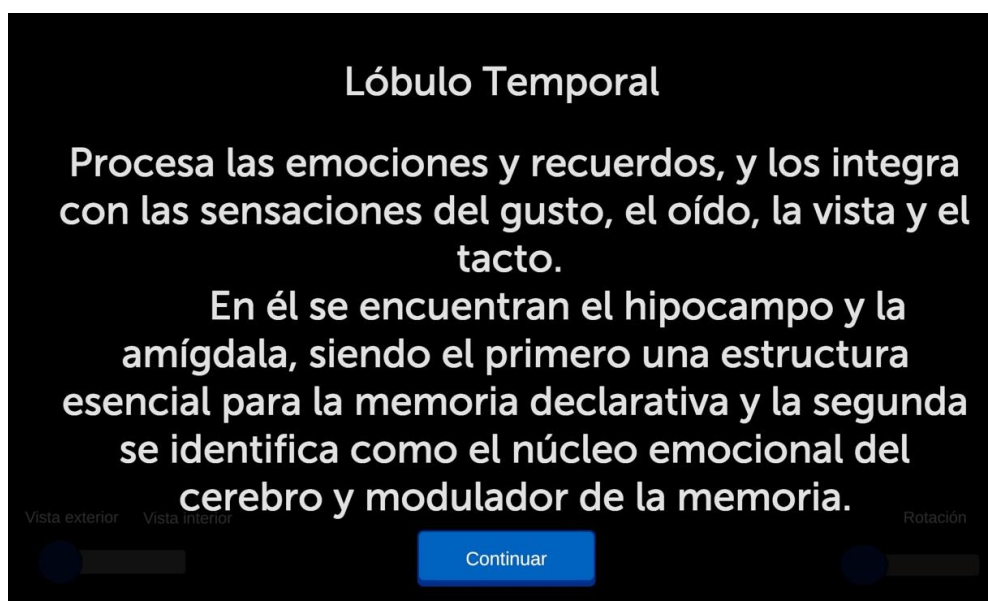 Lóbulo Temporal
Procesa las emociones y recuerdos, y los integra
con las sensaciones del gusto, el oído, la vista y el
tacto.
En él se encuentran el hipocampo y la
amígdala, siendo el primero una estructura
esencial para la memoria declarativa y la segunda
se identifica como el núcleo emocional del
cerebro y modulador de la memoria.
Vista exterior Vista interior
Rotación
Continuar